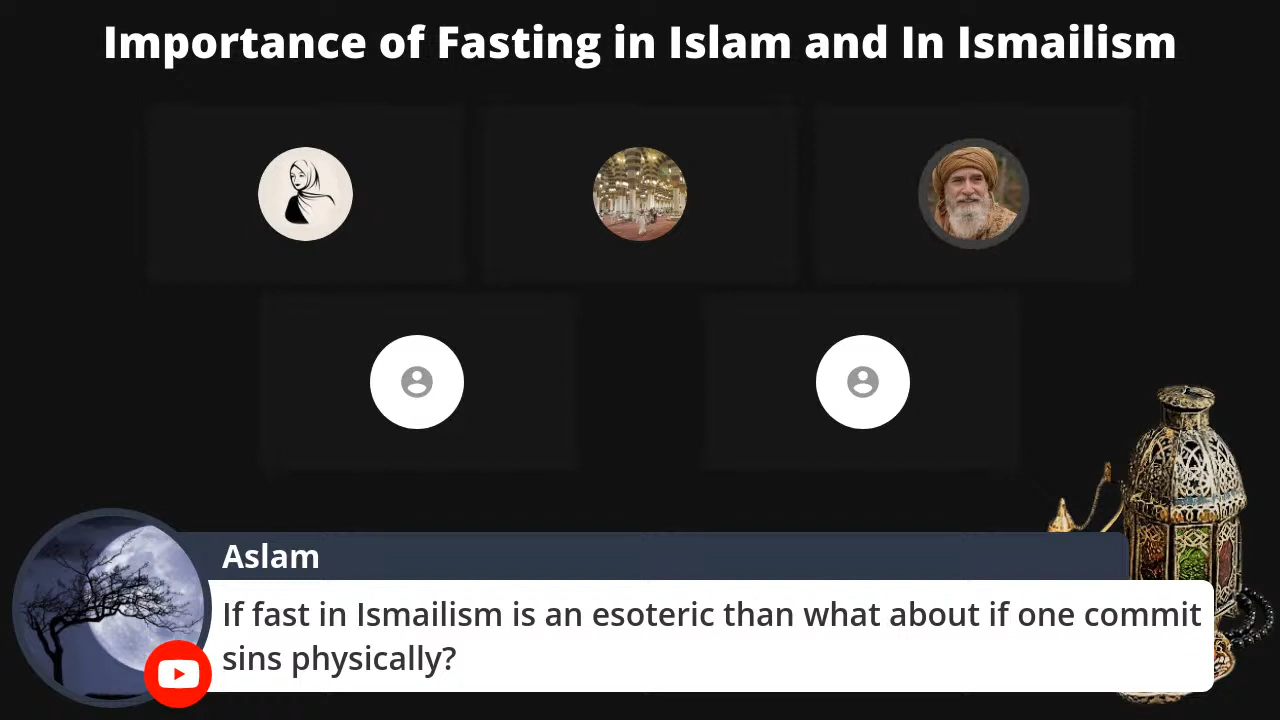 Importance of Fasting in Islam and In Ismailism
Aslam
If fast in Ismailism is an esoteric than what about if one commit
sins physically?